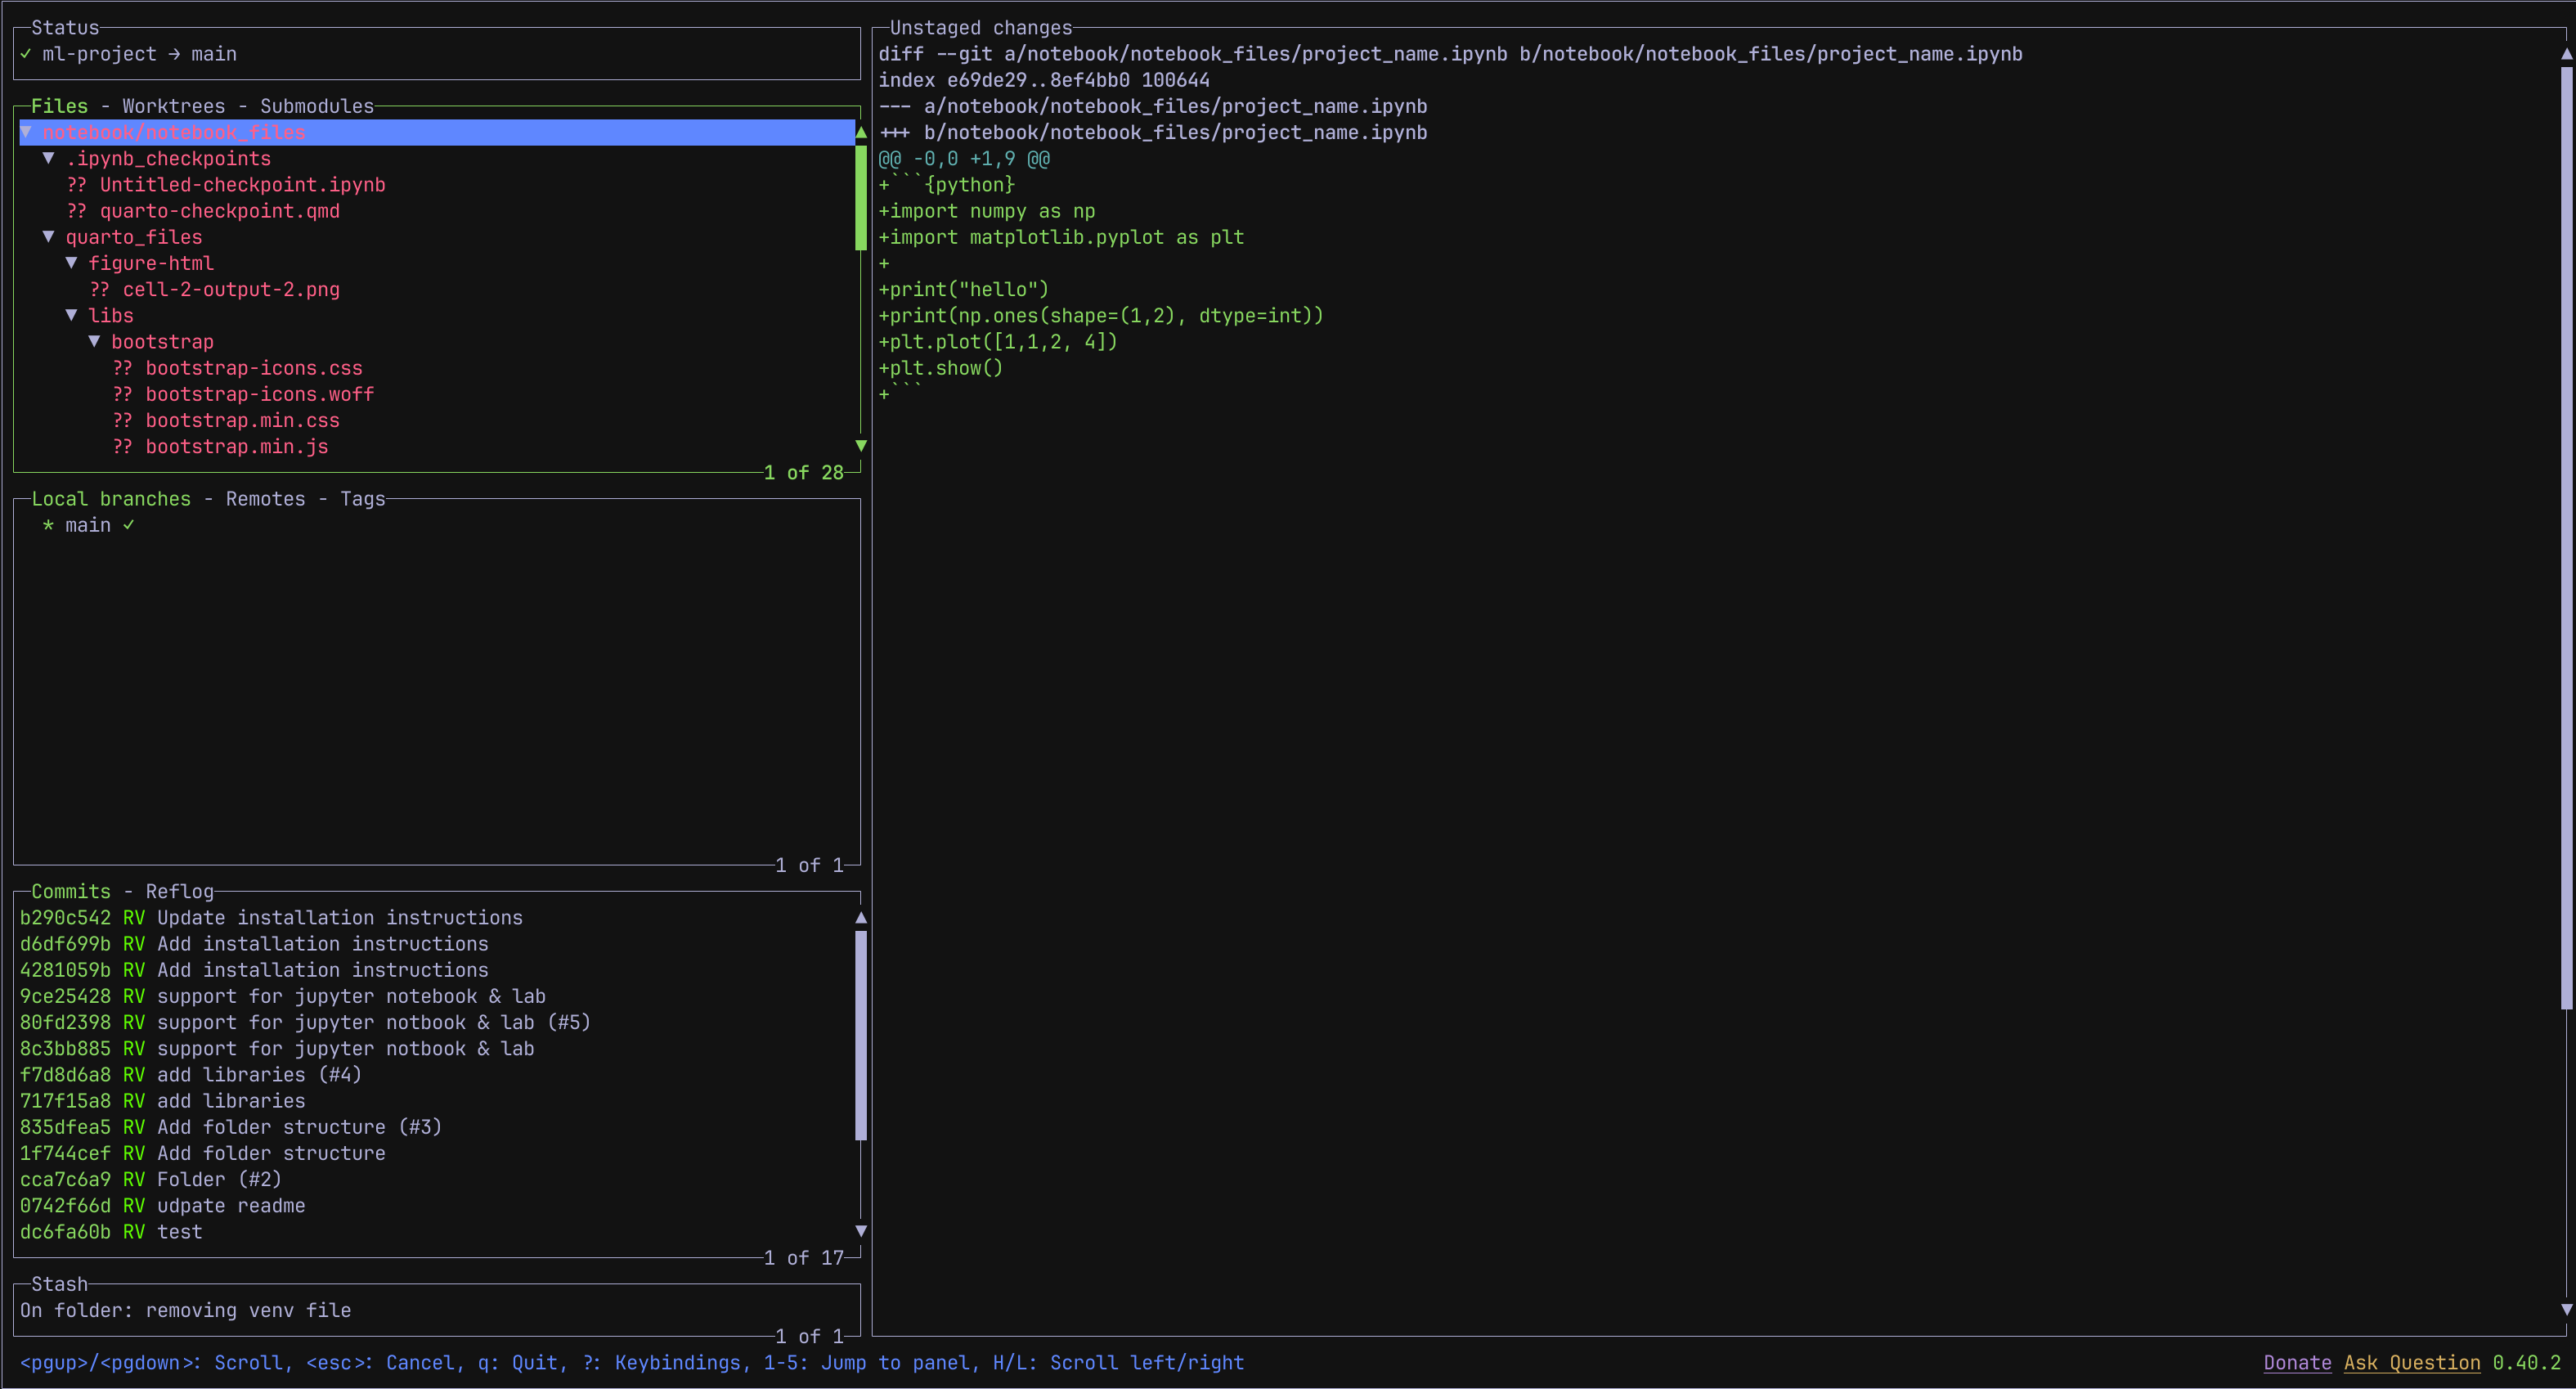 Status
✓ ml-project → main
Files - Worktrees - Submodules
▼ notebook/notebook_files
▼ .ipynb_checkpoints
?? Untitled-checkpoint.ipynb
?? quarto-checkpoint.qmd
▼ quarto_files
▼ figure-html
?? cell-2-output-2.png
▼ libs
▼ bootstrap
?? bootstrap-icons.css
?? bootstrap-icons.woff
?? bootstrap.min.css
?? bootstrap.min.js
1 of 28
Local branches - Remotes - Tags
* main ✓
1 of 1
Commits - Reflog
b290c542 RV Update installation instructions
d6df699b RV Add installation instructions
4281059b RV Add installation instructions
9ce25428 RV support for jupyter notebook & lab
80fd2398 RV support for jupyter notbook & lab (#5)
8c3bb885 RV support for jupyter notbook & lab
f7d8d6a8 RV add libraries (#4)
717f15a8 RV add libraries
835dfea5 RV Add folder structure (#3)
1f744cef RV Add folder structure
cca7c6a9 RV Folder (#2)
0742f66d RV udpate readme
dc6fa60b RV test
1 of 17
Stash
On folder: removing venv file
1 of 1
Unstaged changes
diff --git a/notebook/notebook_files/project_name.ipynb b/notebook/notebook_files/project_name.ipynb
index e69de29..8ef4bb0 100644
--- a/notebook/notebook_files/project_name.ipynb
+++ b/notebook/notebook_files/project_name.ipynb
@@ -0,0 +1,9 @@
+```{python}
+import numpy as np
+import matplotlib.pyplot as plt
+
+print("hello")
+print(np.ones(shape=(1,2), dtype=int))
+plt.plot([1,1,2, 4])
+plt.show()
+```
<pgup>/<pgdown>: Scroll, <esc>: Cancel, q: Quit, ?: Keybindings, 1-5: Jump to panel, H/L: Scroll left/right
Donate Ask Question 0.40.2